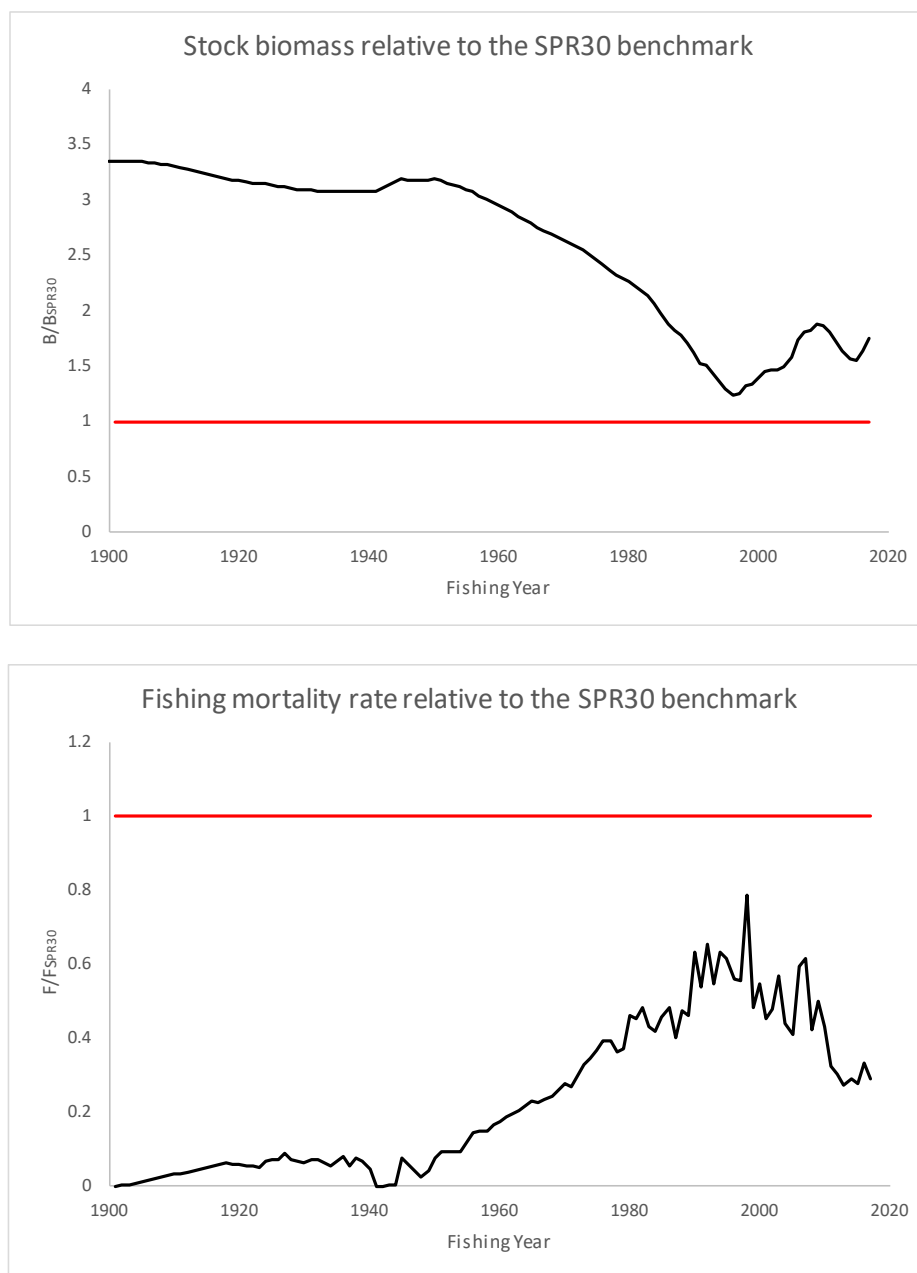 Stock biomass relative to the SPR30 benchmark
4
3.5
3
2.5
2
1.5
1
0.5
0
B/BSPR30
1900 1920 1940 1960 1980 2000 2020
Fishing Year
Fishing mortality rate relative to the SPR30 benchmark
1.2
1
0.8
0.6
0.4
0.2
0
F/FSPR30
1900 1920 1940 1960 1980 2000 2020
Fishing Year